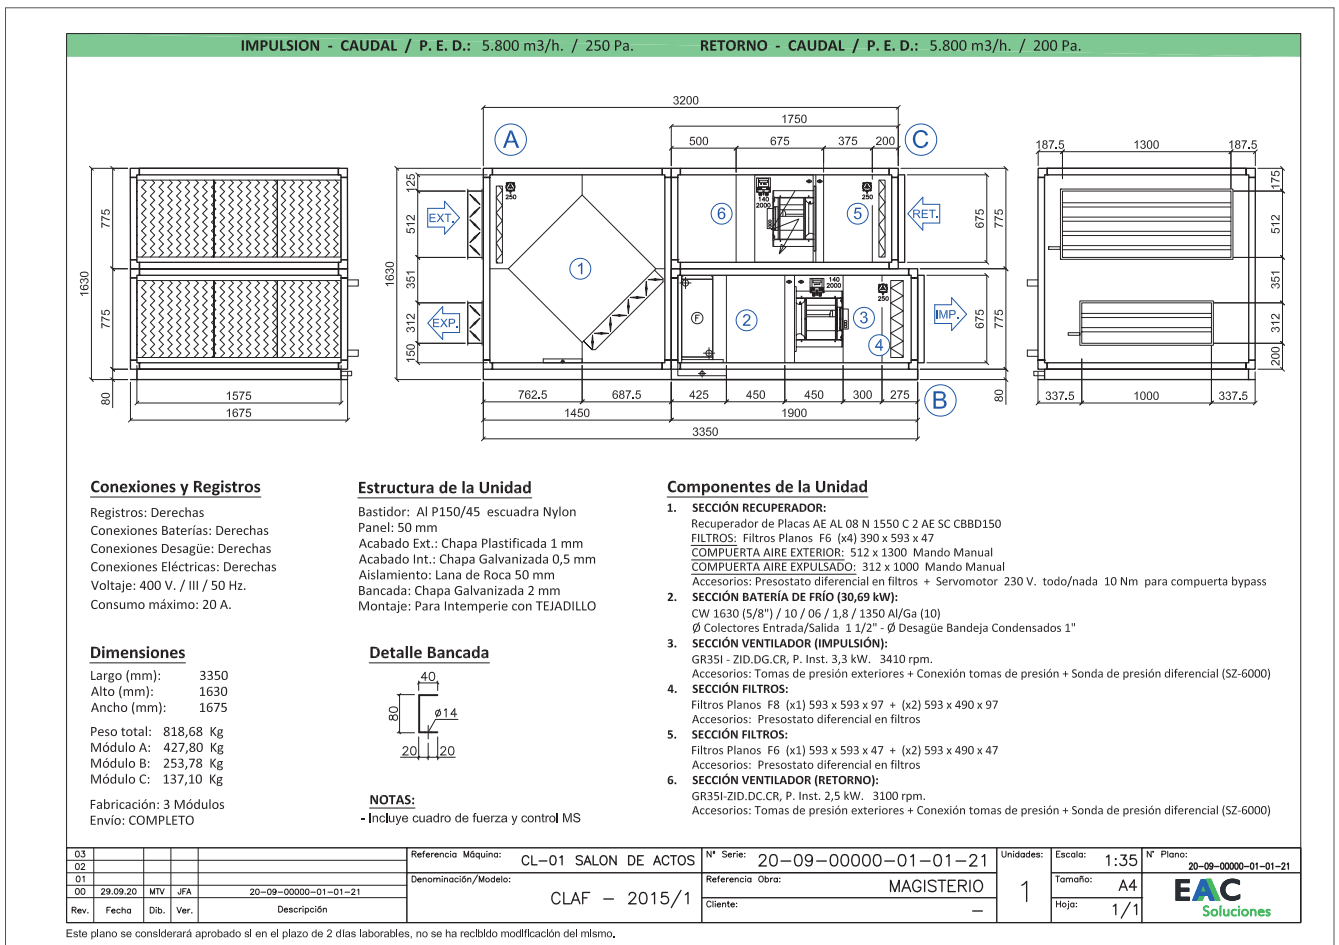 IMPULSION - CAUDAL / P. E. D.: 5.800 m3/h. / 250 Pa. RETORNO - CAUDAL / P. E. D.: 5.800 m3/h. / 200 Pa.
3200
1750
A
500 675 375 200
C
187.5 1300 187.5
775
775
1630
80
1575
1675
1630
125
512
351
312
150
EXT.
EXP.
250
1
6
140
2000
250
5
RET.
F
2
140
2000
3
250
4
IMP.
675
775
675
775
80
175
512
351
312
200
762.5 687.5 425 450 450 300 275
B
1450 1900
3350
337.5 1000 337.5
Conexiones y Registros
Registros: Derechas
Conexiones Baterías: Derechas
Conexiones Desagüe: Derechas
Conexiones Eléctricas: Derechas
Voltaje: 400 V. / III / 50 Hz.
Consumo máximo: 20 A.
Dimensiones
Largo (mm): 3350
Alto (mm): 1630
Ancho (mm): 1675
Peso total: 818,68 Kg
Módulo A: 427,80 Kg
Módulo B: 253,78 Kg
Módulo C: 137,10 Kg
Fabricación: 3 Módulos
Envío: COMPLETO
Estructura de la Unidad
Bastidor: Al P150/45 escuadra Nylon
Panel: 50 mm
Acabado Ext.: Chapa Plastificada 1 mm
Acabado Int.: Chapa Galvanizada 0,5 mm
Aislamiento: Lana de Roca 50 mm
Bancada: Chapa Galvanizada 2 mm
Montaje: Para Intemperie con TEJADILLO
Detalle Bancada
40
80
ø14
20 20
NOTAS:
- Incluye cuadro de fuerza y control MS
Componentes de la Unidad
1. SECCIÓN RECUPERADOR:
Recuperador de Placas AE AL 08 N 1550 C 2 AE SC CBBD150
FILTROS: Filtros Planos F6 (x4) 390 x 593 x 47
COMPUERTA AIRE EXTERIOR: 512 x 1300 Mando Manual
COMPUERTA AIRE EXPULSADO: 312 x 1000 Mando Manual
Accesorios: Presostato diferencial en filtros + Servomotor 230 V. todo/nada 10 Nm para compuerta bypass
2. SECCIÓN BATERÍA DE FRÍO (30,69 kW):
CW 1630 (5/8") / 10 / 06 / 1,8 / 1350 Al/Ga (10)
Ø Colectores Entrada/Salida 1 1/2" - Ø Desagüe Bandeja Condensados 1"
3. SECCIÓN VENTILADOR (IMPULSIÓN):
GR35I - ZID.DG.CR, P. Inst. 3,3 kW. 3410 rpm.
Accesorios: Tomas de presión exteriores + Conexión tomas de presión + Sonda de presión diferencial (SZ-6000)
4. SECCIÓN FILTROS:
Filtros Planos F8 (x1) 593 x 593 x 97 + (x2) 593 x 490 x 97
Accesorios: Presostato diferencial en filtros
5. SECCIÓN FILTROS:
Filtros Planos F6 (x1) 593 x 593 x 47 + (x2) 593 x 490 x 47
Accesorios: Presostato diferencial en filtros
6. SECCIÓN VENTILADOR (RETORNO):
GR35I-ZID.DC.CR, P. Inst. 2,5 kW. 3100 rpm.
Accesorios: Tomas de presión exteriores + Conexión tomas de presión + Sonda de presión diferencial (SZ-6000)
03
02
01
00 29.09.20 MTV JFA 20-09-00000-01-01-21
Rev. Fecha Dib. Ver. Descripción
Referencia Máquina: CL-01 SALON DE ACTOS
Denominación/Modelo: CLAF - 2015/1
Nº Serie: 20-09-00000-01-01-21
Referencia Obra: MAGISTERIO
Cliente: -
Unidades: 1
Escala: 1:35
Tamaño: A4
Hoja: 1/1
Nº Plano: 20-09-00000-01-01-21
EAC Soluciones
Este plano se considerará aprobado si en el plazo de 2 días laborables, no se ha recibido modificación del mismo.